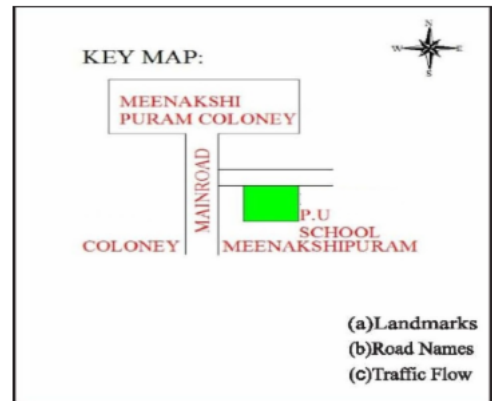 N
W E
S
KEY MAP:
MEENAKSHI
PURAM COLONEY
MAINROAD
P.U
SCHOOL
COLONEY MEENAKSHIPURAM
(a)Landmarks
(b)Road Names
(c)Traffic Flow